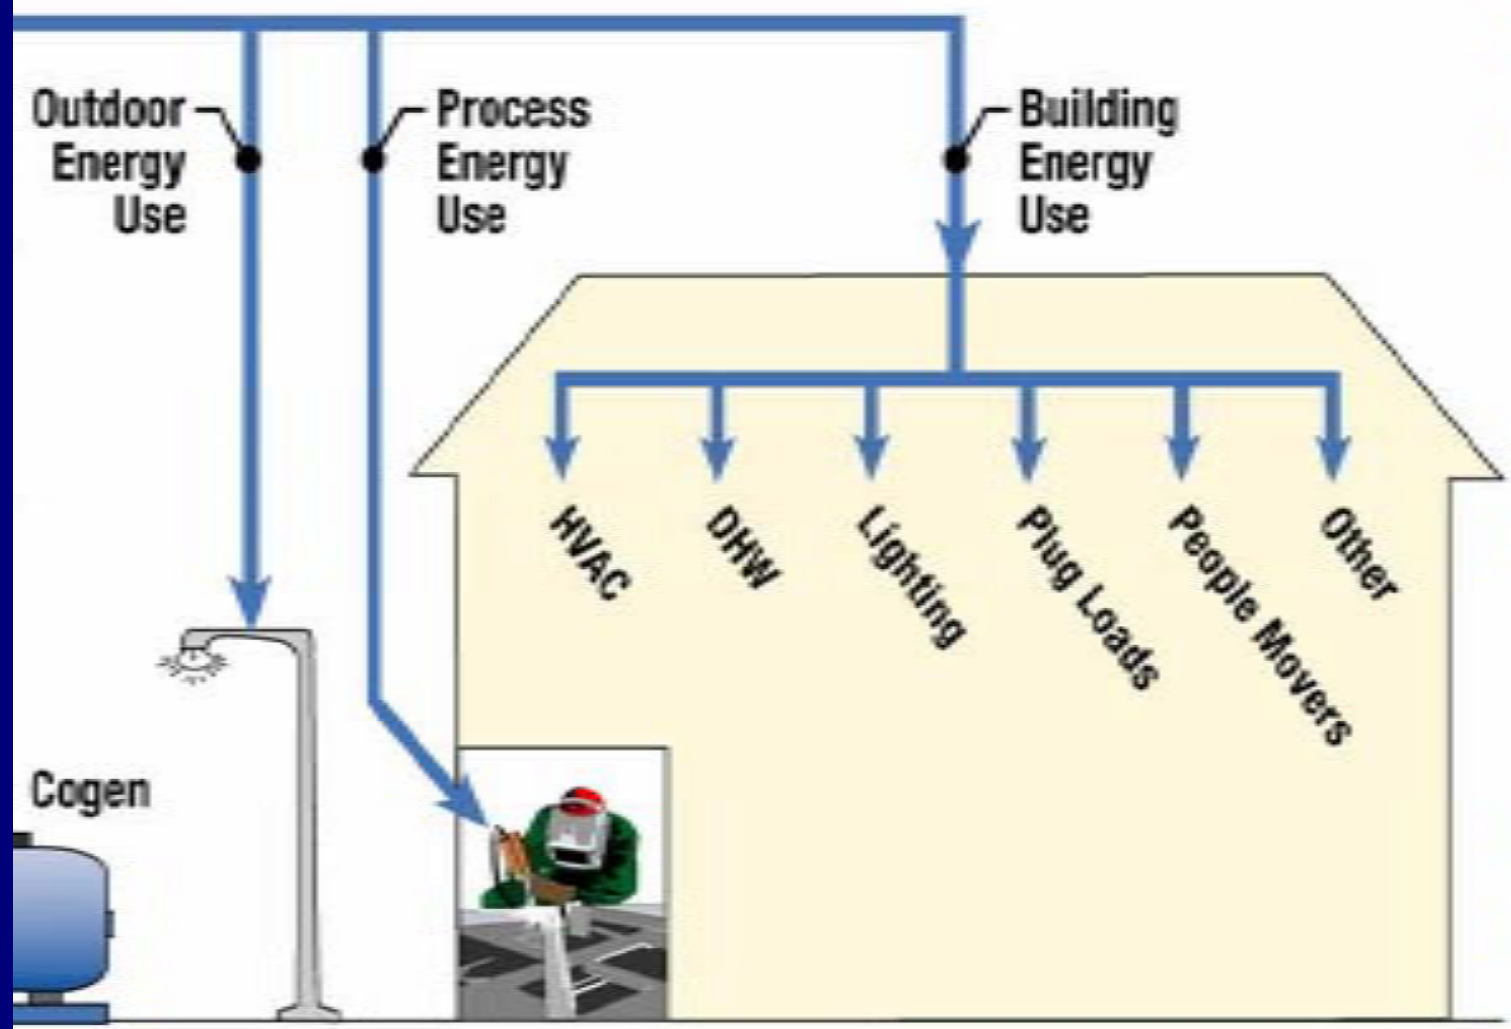 Outdoor
Energy
Use
Process
Energy
Use
Building
Energy
Use
HVAC
DHW
Lighting
Plug Loads
People Movers
Other
Cogen